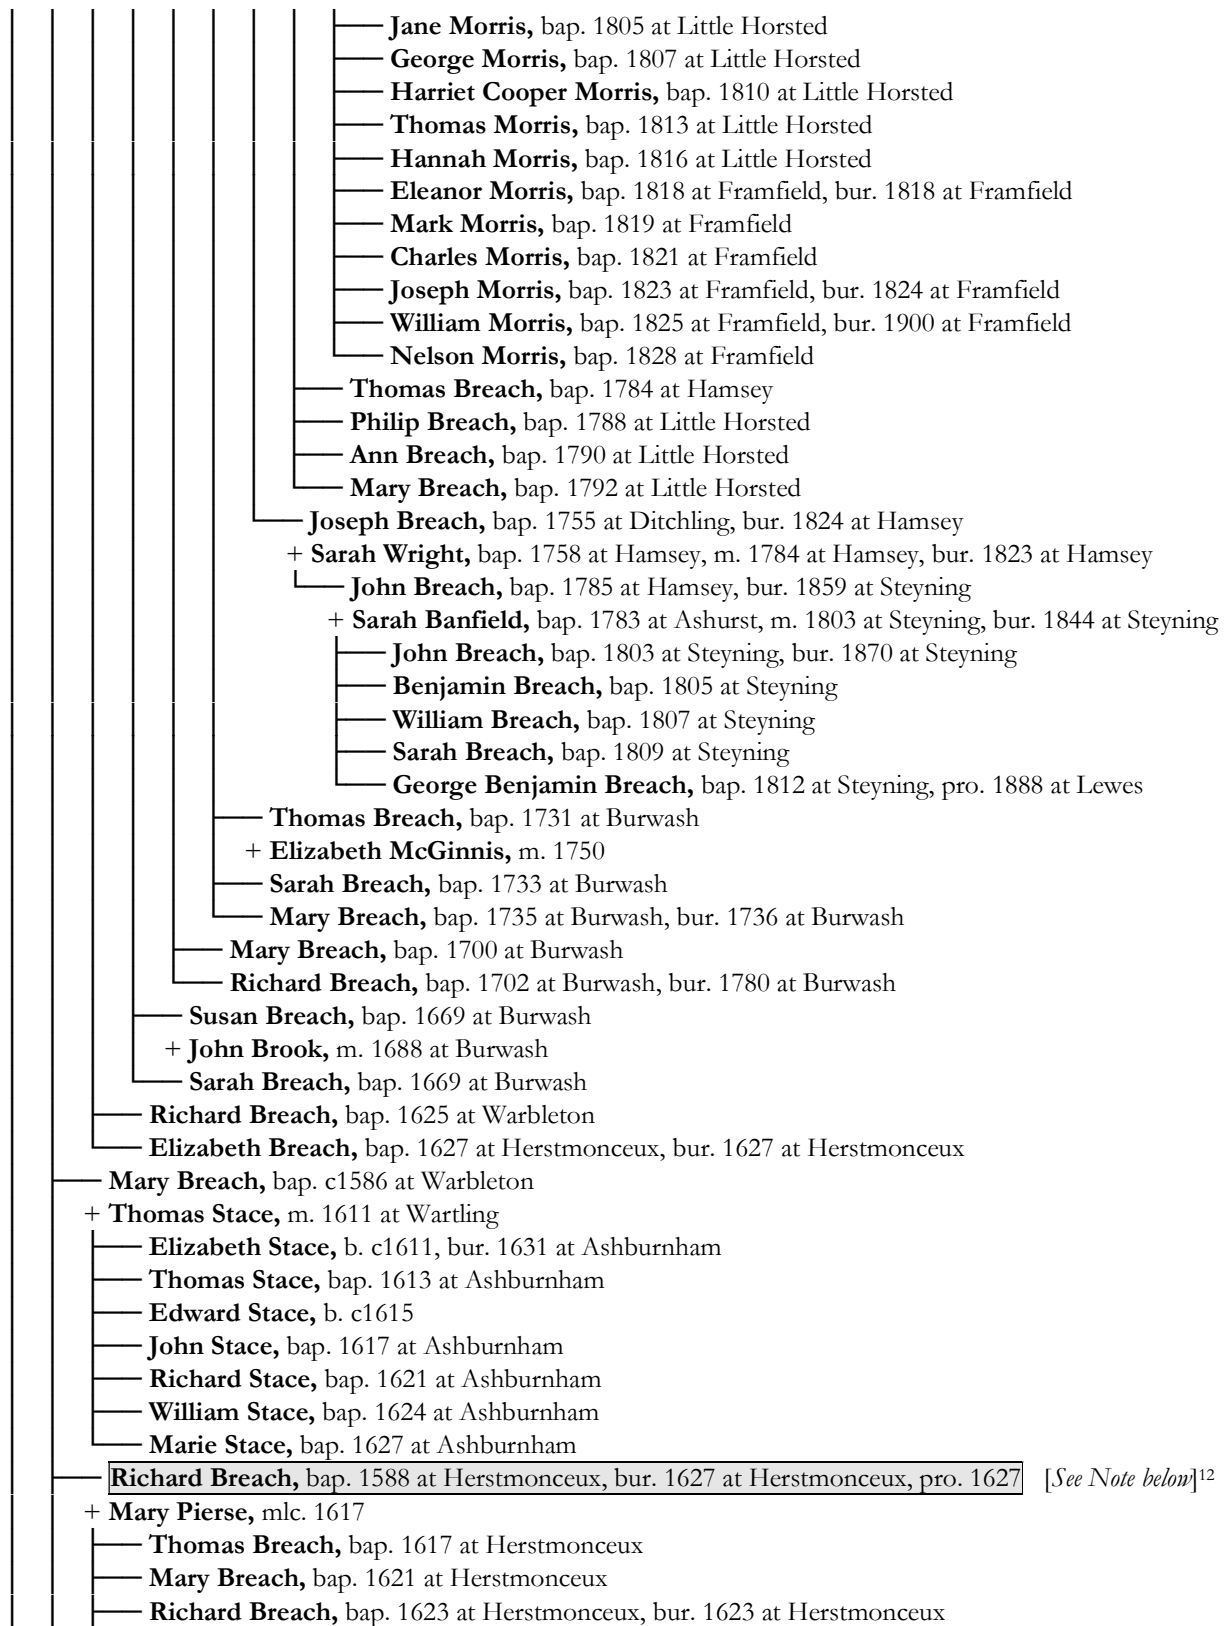 Jane Morris, bap. 1805 at Little Horsted
George Morris, bap. 1807 at Little Horsted
Harriet Cooper Morris, bap. 1810 at Little Horsted
Thomas Morris, bap. 1813 at Little Horsted
Hannah Morris, bap. 1816 at Little Horsted
Eleanor Morris, bap. 1818 at Framfield, bur. 1818 at Framfield
Mark Morris, bap. 1819 at Framfield
Charles Morris, bap. 1821 at Framfield
Joseph Morris, bap. 1823 at Framfield, bur. 1824 at Framfield
William Morris, bap. 1825 at Framfield, bur. 1900 at Framfield
Nelson Morris, bap. 1828 at Framfield
Thomas Breach, bap. 1784 at Hamsey
Philip Breach, bap. 1788 at Little Horsted
Ann Breach, bap. 1790 at Little Horsted
Mary Breach, bap. 1792 at Little Horsted
Joseph Breach, bap. 1755 at Ditchling, bur. 1824 at Hamsey
+ Sarah Wright, bap. 1758 at Hamsey, m. 1784 at Hamsey, bur. 1823 at Hamsey
John Breach, bap. 1785 at Hamsey, bur. 1859 at Steyning
+ Sarah Banfield, bap. 1783 at Ashurst, m. 1803 at Steyning, bur. 1844 at Steyning
John Breach, bap. 1803 at Steyning, bur. 1870 at Steyning
Benjamin Breach, bap. 1805 at Steyning
William Breach, bap. 1807 at Steyning
Sarah Breach, bap. 1809 at Steyning
George Benjamin Breach, bap. 1812 at Steyning, pro. 1888 at Lewes
Thomas Breach, bap. 1731 at Burwash
+ Elizabeth McGinnis, m. 1750
Sarah Breach, bap. 1733 at Burwash
Mary Breach, bap. 1735 at Burwash, bur. 1736 at Burwash
Mary Breach, bap. 1700 at Burwash
Richard Breach, bap. 1702 at Burwash, bur. 1780 at Burwash
Susan Breach, bap. 1669 at Burwash
+ John Brook, m. 1688 at Burwash
Sarah Breach, bap. 1669 at Burwash
Richard Breach, bap. 1625 at Warbleton
Elizabeth Breach, bap. 1627 at Herstmonceux, bur. 1627 at Herstmonceux
Mary Breach, bap. c1586 at Warbleton
+ Thomas Stace, m. 1611 at Wartling
Elizabeth Stace, b. c1611, bur. 1631 at Ashburnham
Thomas Stace, bap. 1613 at Ashburnham
Edward Stace, b. c1615
John Stace, bap. 1617 at Ashburnham
Richard Stace, bap. 1621 at Ashburnham
William Stace, bap. 1624 at Ashburnham
Marie Stace, bap. 1627 at Ashburnham
Richard Breach, bap. 1588 at Herstmonceux, bur. 1627 at Herstmonceux, pro. 1627 [See Note below]12
+ Mary Pierse, mlc. 1617
Thomas Breach, bap. 1617 at Herstmonceux
Mary Breach, bap. 1621 at Herstmonceux
Richard Breach, bap. 1623 at Herstmonceux, bur. 1623 at Herstmonceux